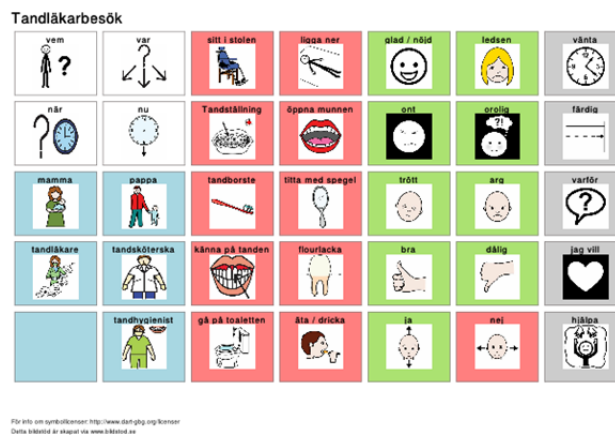 Tandläkarbesök
vem var sitt i stolen ligga ner glad / nöjd ledsen vänta
när nu Tandställning öppna munnen ont orolig färdig
?!
mamma pappa tandborste titta med spegel trött arg varför
tandläkare tandsköterska känna på tanden flourlacka bra dålig jag vill
tandhygienist gå på toaletten äta / dricka ja nej hjälpa
För info om symbollicenser: http://www.dart-gbg.org/licenser
Detta bildstöd är skapat via www.bildstod.se